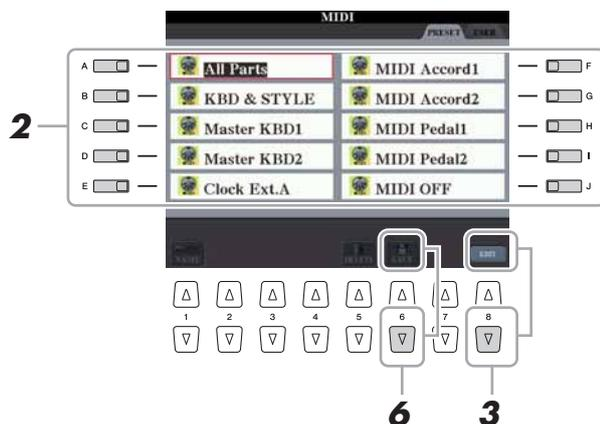 MIDI
PRESET USER
A All Parts MIDI Accord1 F
B KBD & STYLE MIDI Accord2 G
2
C Master KBD1 MIDI Pedal1 H
D Master KBD2 MIDI Pedal2 I
E Clock Ext.A MIDI OFF J
NAME DELETE SAVE EDIT
1 2 3 4 5 6 7 8
6 3